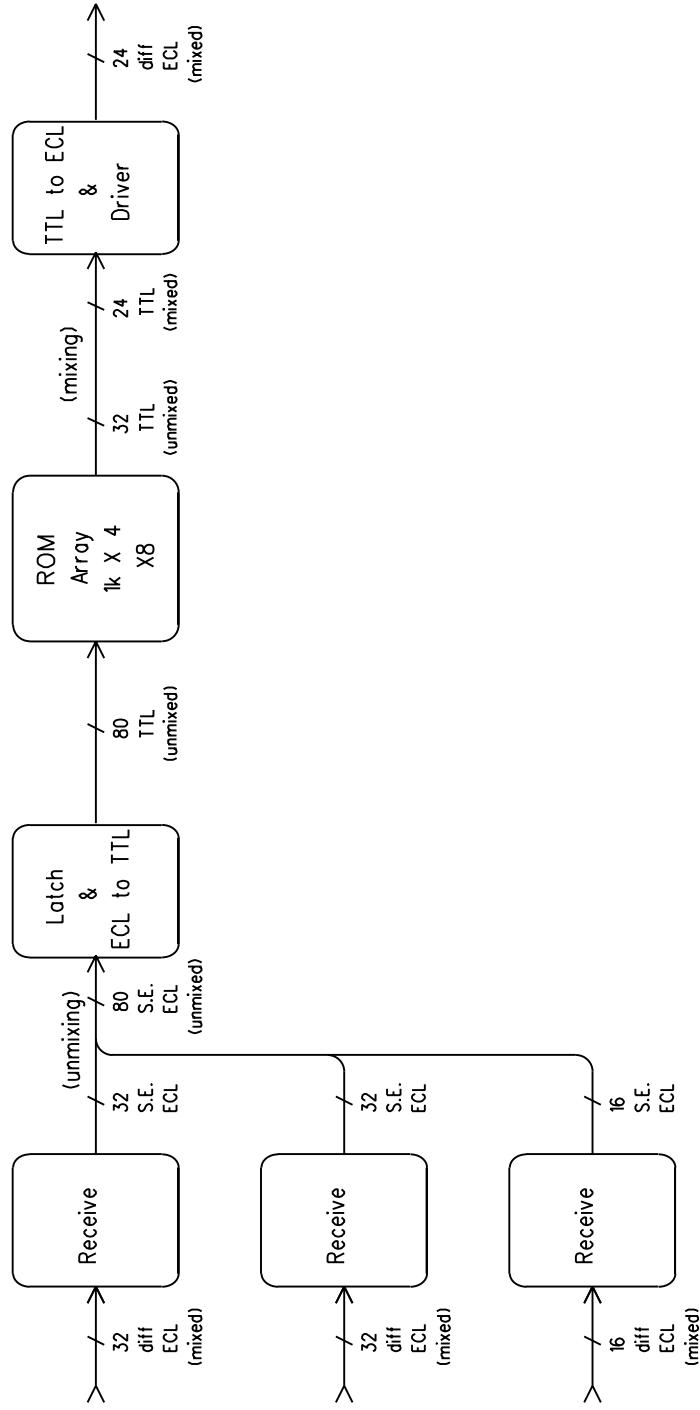 32
diff
ECL
(mixed)
Receive
32
S.E.
ECL
(unmixing)
80
S.E.
ECL
(unmixed)
Latch
&
ECL to TTL
80
TTL
(unmixed)
ROM
Array
1k X 4
X8
32
TTL
(unmixed)
(mixing)
24
TTL
(mixed)
TTL to ECL
&
Driver
24
diff
ECL
(mixed)
32
diff
ECL
(mixed)
Receive
32
S.E.
ECL
16
diff
ECL
(mixed)
Receive
16
S.E.
ECL